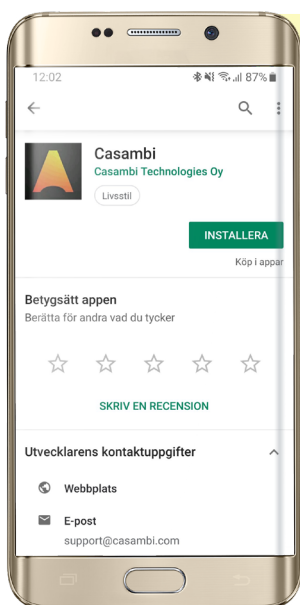 12:02
87%
Casambi
Casambi Technologies Oy
Livsstil
INSTALLERA
Köp i appar
Betygsätt appen
Berätta för andra vad du tycker
SKRIV EN RECENSION
Utvecklarens kontaktuppgifter
Webbplats
E-post
support@casambi.com